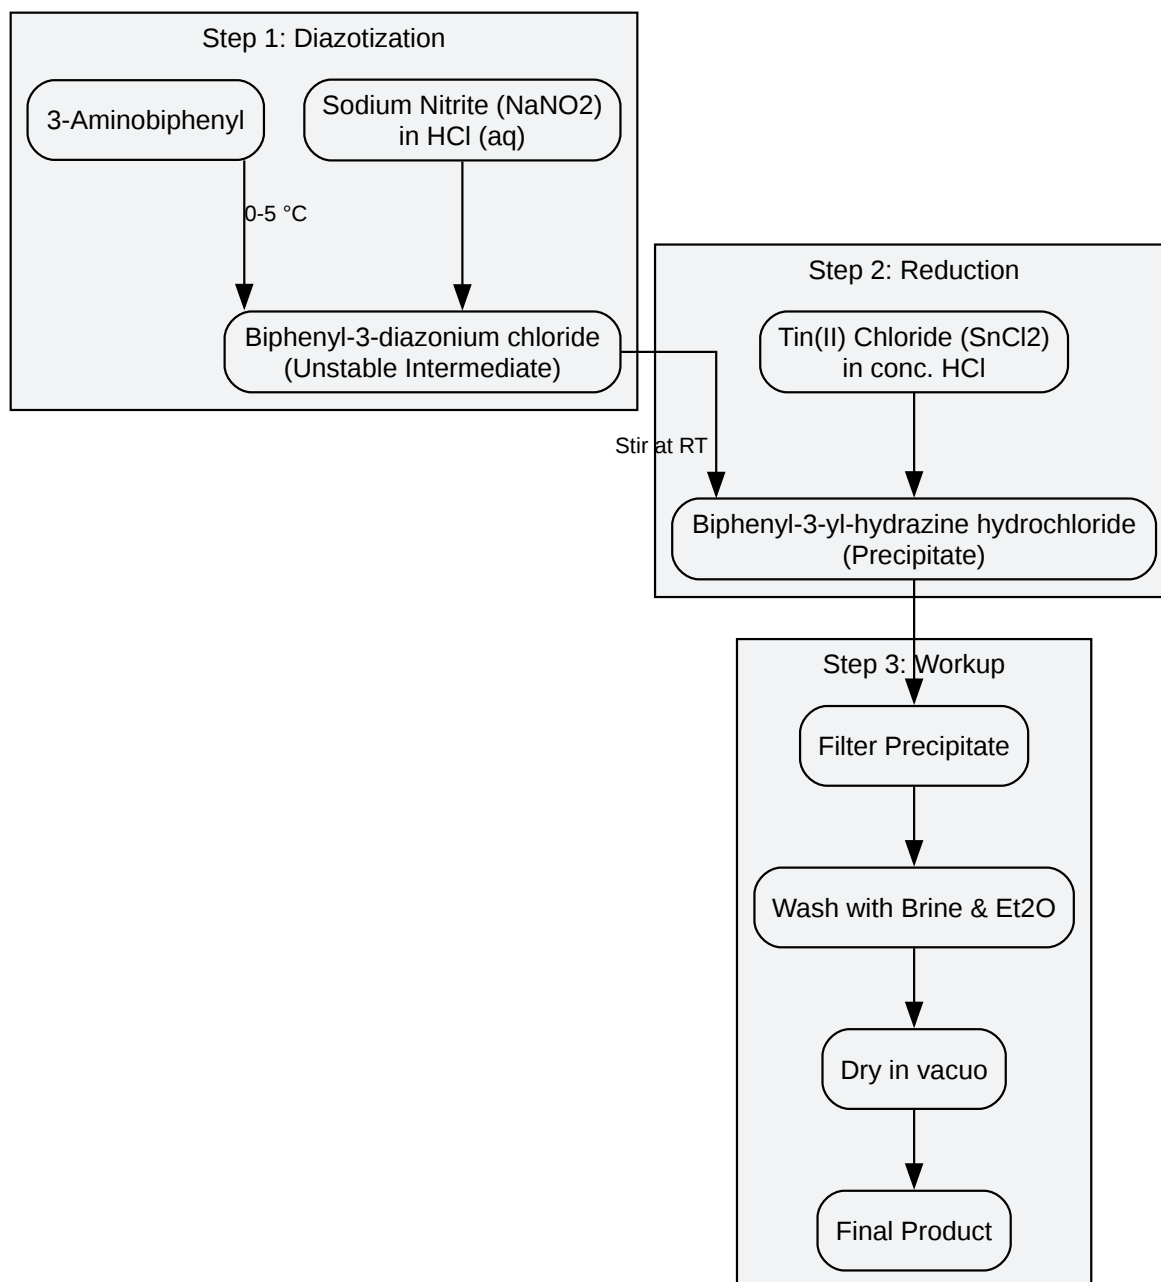 Step 1: Diazotization
3-Aminobiphenyl
Sodium Nitrite (NaNO2)
in HCl (aq)
0-5 °C
Biphenyl-3-diazonium chloride
(Unstable Intermediate)
Step 2: Reduction
Tin(II) Chloride (SnCl2)
in conc. HCl
Stir at RT
Biphenyl-3-yl-hydrazine hydrochloride
(Precipitate)
Step 3: Workup
Filter Precipitate
Wash with Brine & Et2O
Dry in vacuo
Final Product